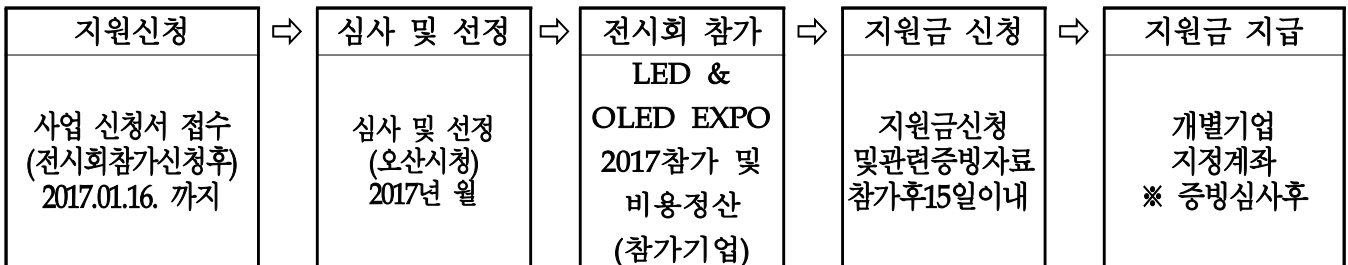 지원신청
사업 신청서 접수
(전시회참가신청후)
2017.01.16. 까지
⇨
심사 및 선정
심사 및 선정
(오산시청)
2017년 월
⇨
전시회 참가
LED &
OLED EXPO
2017참가 및
비용정산
(참가기업)
⇨
지원금 신청
지원금신청
및관련증빙자료
참가후15일이내
⇨
지원금 지급
개별기업
지정계좌
※ 증빙심사후